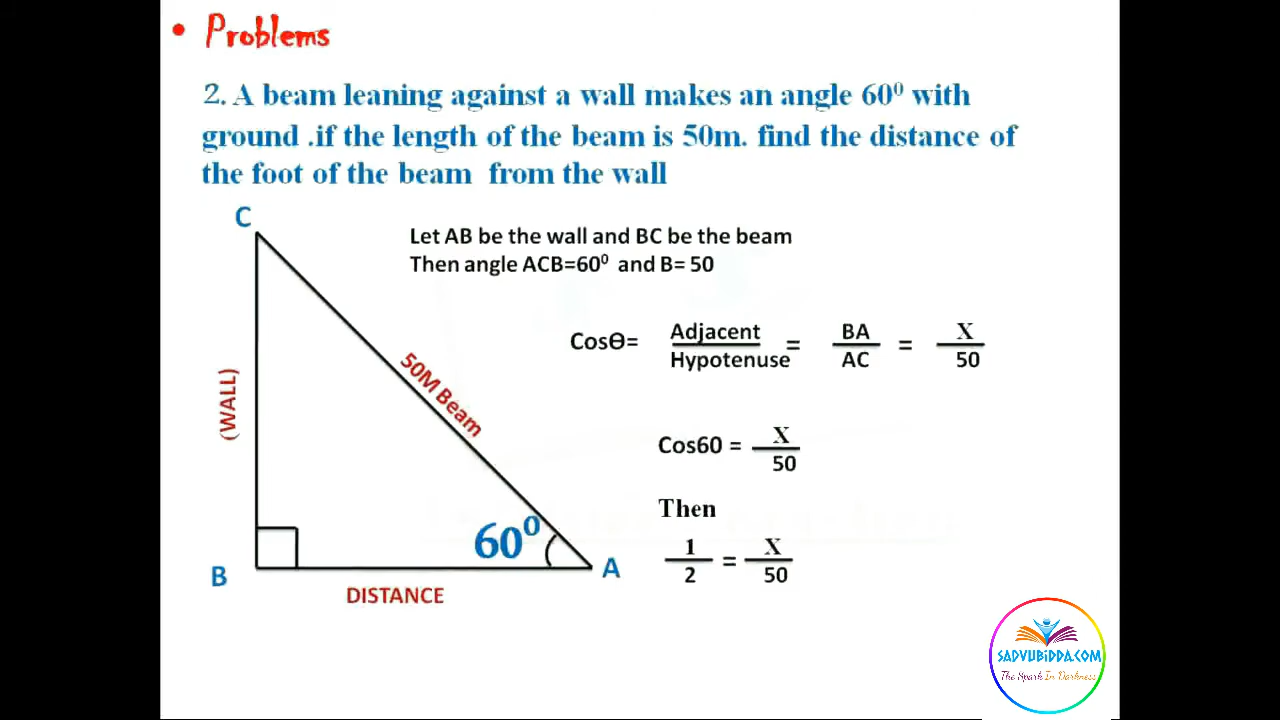 • Problems
2. A beam leaning against a wall makes an angle 60⁰ with
ground .if the length of the beam is 50m. find the distance of
the foot of the beam from the wall
C
Let AB be the wall and BC be the beam
Then angle ACB=60⁰ and B= 50
CosΘ= Adjacent / Hypotenuse = BA / AC = X / 50
(WALL)
50M Beam
Cos60 = X / 50
Then
1 / 2 = X / 50
60⁰
B
A
DISTANCE
SADVUBIDDA.COM
The Spark In Darkness